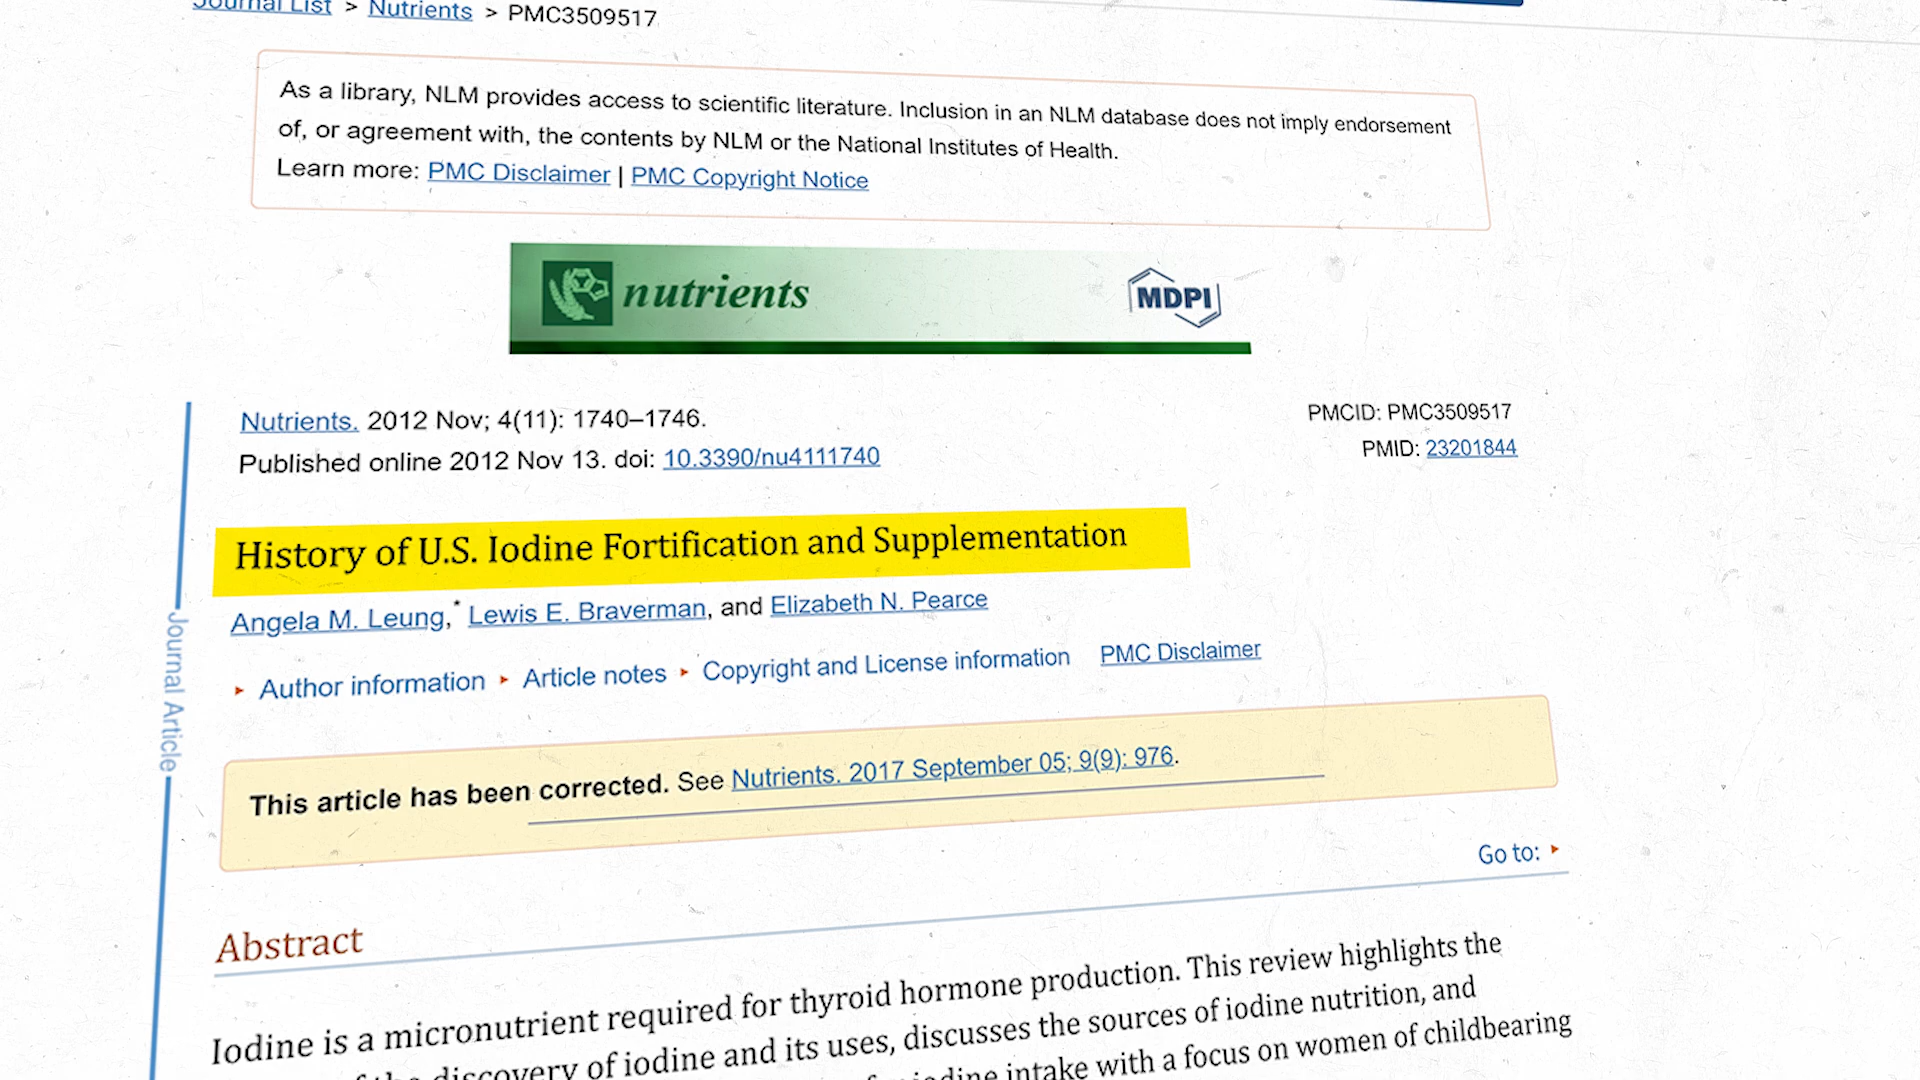 Journal List > Nutrients > PMC3509517
As a library, NLM provides access to scientific literature. Inclusion in an NLM database does not imply endorsement
of, or agreement with, the contents by NLM or the National Institutes of Health.
Learn more: PMC Disclaimer | PMC Copyright Notice
nutrients
MDPI
Nutrients. 2012 Nov; 4(11): 1740–1746.
Published online 2012 Nov 13. doi: 10.3390/nu4111740
PMCID: PMC3509517
PMID: 23201844
History of U.S. Iodine Fortification and Supplementation
Angela M. Leung,* Lewis E. Braverman, and Elizabeth N. Pearce
Author information Article notes Copyright and License information PMC Disclaimer
Journal Article
This article has been corrected. See Nutrients. 2017 September 05; 9(9): 976.
Go to:
Abstract
Iodine is a micronutrient required for thyroid hormone production. This review highlights the
of the discovery of iodine and its uses, discusses the sources of iodine nutrition, and
iodine intake with a focus on women of childbearing